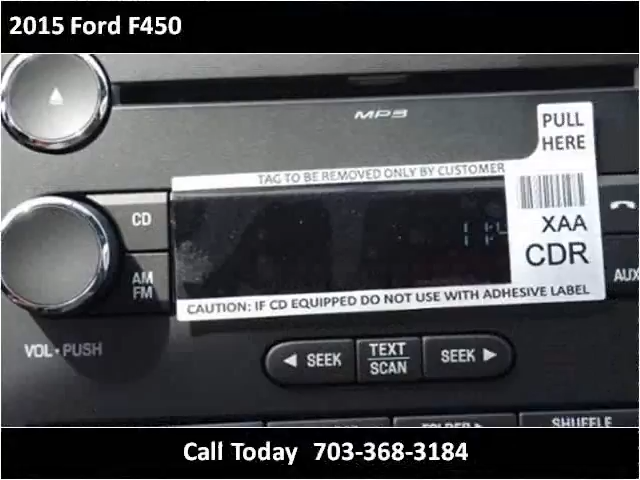 2015 Ford F450
MP3
PULL
HERE
TAG TO BE REMOVED ONLY BY CUSTOMER
CD
XAA
CDR
AM
FM
AUX
CAUTION: IF CD EQUIPPED DO NOT USE WITH ADHESIVE LABEL
VOL•PUSH
◄ SEEK
TEXT
SCAN
SEEK ►
FOLDER ►
SHUFFLE
Call Today 703-368-3184